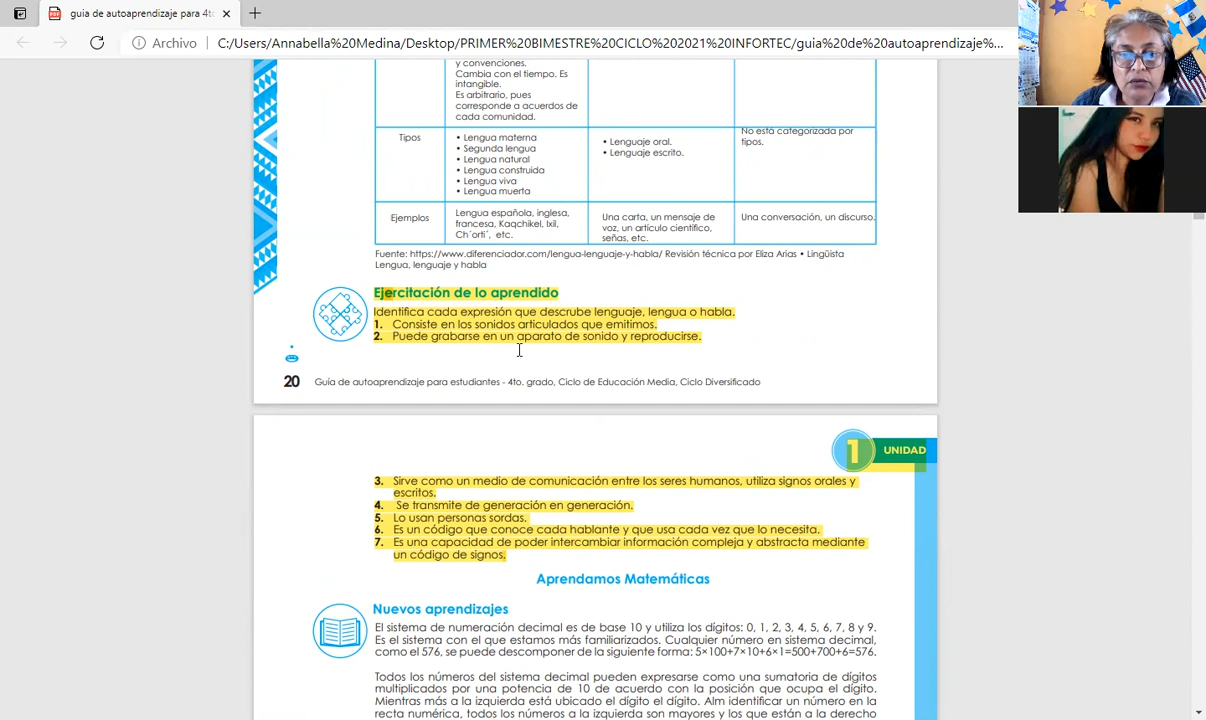 guia de autoaprendizaje para 4to
Archivo C:/Users/Annabella%20Medina/Desktop/PRIMER%20BIMESTRE%20CICLO%202021%20INFORTEC/guia%20de%20autoaprendizaje%...
y convenciones.
Cambia con el tiempo. Es
intangible.
Es arbitrario, pues
corresponde a acuerdos de
cada comunidad.
Tipos
• Lengua materna
• Segunda lengua
• Lengua natural
• Lengua construida
• Lengua viva
• Lengua muerta
• Lenguaje oral.
• Lenguaje escrito.
No está categorizada por
tipos.
Ejemplos
Lengua española, inglesa,
francesa, Kaqchikel, Ixil,
Ch´orti´, etc.
Una carta, un mensaje de
voz, un artículo científico,
señas, etc.
Una conversación, un discurso.
Fuente: https://www.diferenciador.com/lengua-lenguaje-y-habla/ Revisión técnica por Eliza Arias • Lingüista
Lengua, lenguaje y habla
Ejercitación de lo aprendido
Identifica cada expresión que descrube lenguaje, lengua o habla.
1. Consiste en los sonidos articulados que emitimos.
2. Puede grabarse en un aparato de sonido y reproducirse.
20 Guía de autoaprendizaje para estudiantes - 4to. grado, Ciclo de Educación Media, Ciclo Diversificado
1 UNIDAD
3. Sirve como un medio de comunicación entre los seres humanos, utiliza signos orales y
escritos.
4. Se transmite de generación en generación.
5. Lo usan personas sordas.
6. Es un código que conoce cada hablante y que usa cada vez que lo necesita.
7. Es una capacidad de poder intercambiar información compleja y abstracta mediante
un código de signos.
Aprendamos Matemáticas
Nuevos aprendizajes
El sistema de numeración decimal es de base 10 y utiliza los dígitos: 0, 1, 2, 3, 4, 5, 6, 7, 8 y 9.
Es el sistema con el que estamos más familiarizados. Cualquier número en sistema decimal,
como el 576, se puede descomponer de la siguiente forma: 5×100+7×10+6×1=500+700+6=576.
Todos los números del sistema decimal pueden expresarse como una sumatoria de dígitos
multiplicados por una potencia de 10 de acuerdo con la posición que ocupa el dígito.
Mientras más a la izquierda está ubicado el dígito el dígito. Alm identificar un número en la
recta numérica, todos los números a la izquierda son mayores y los que están a la derecho